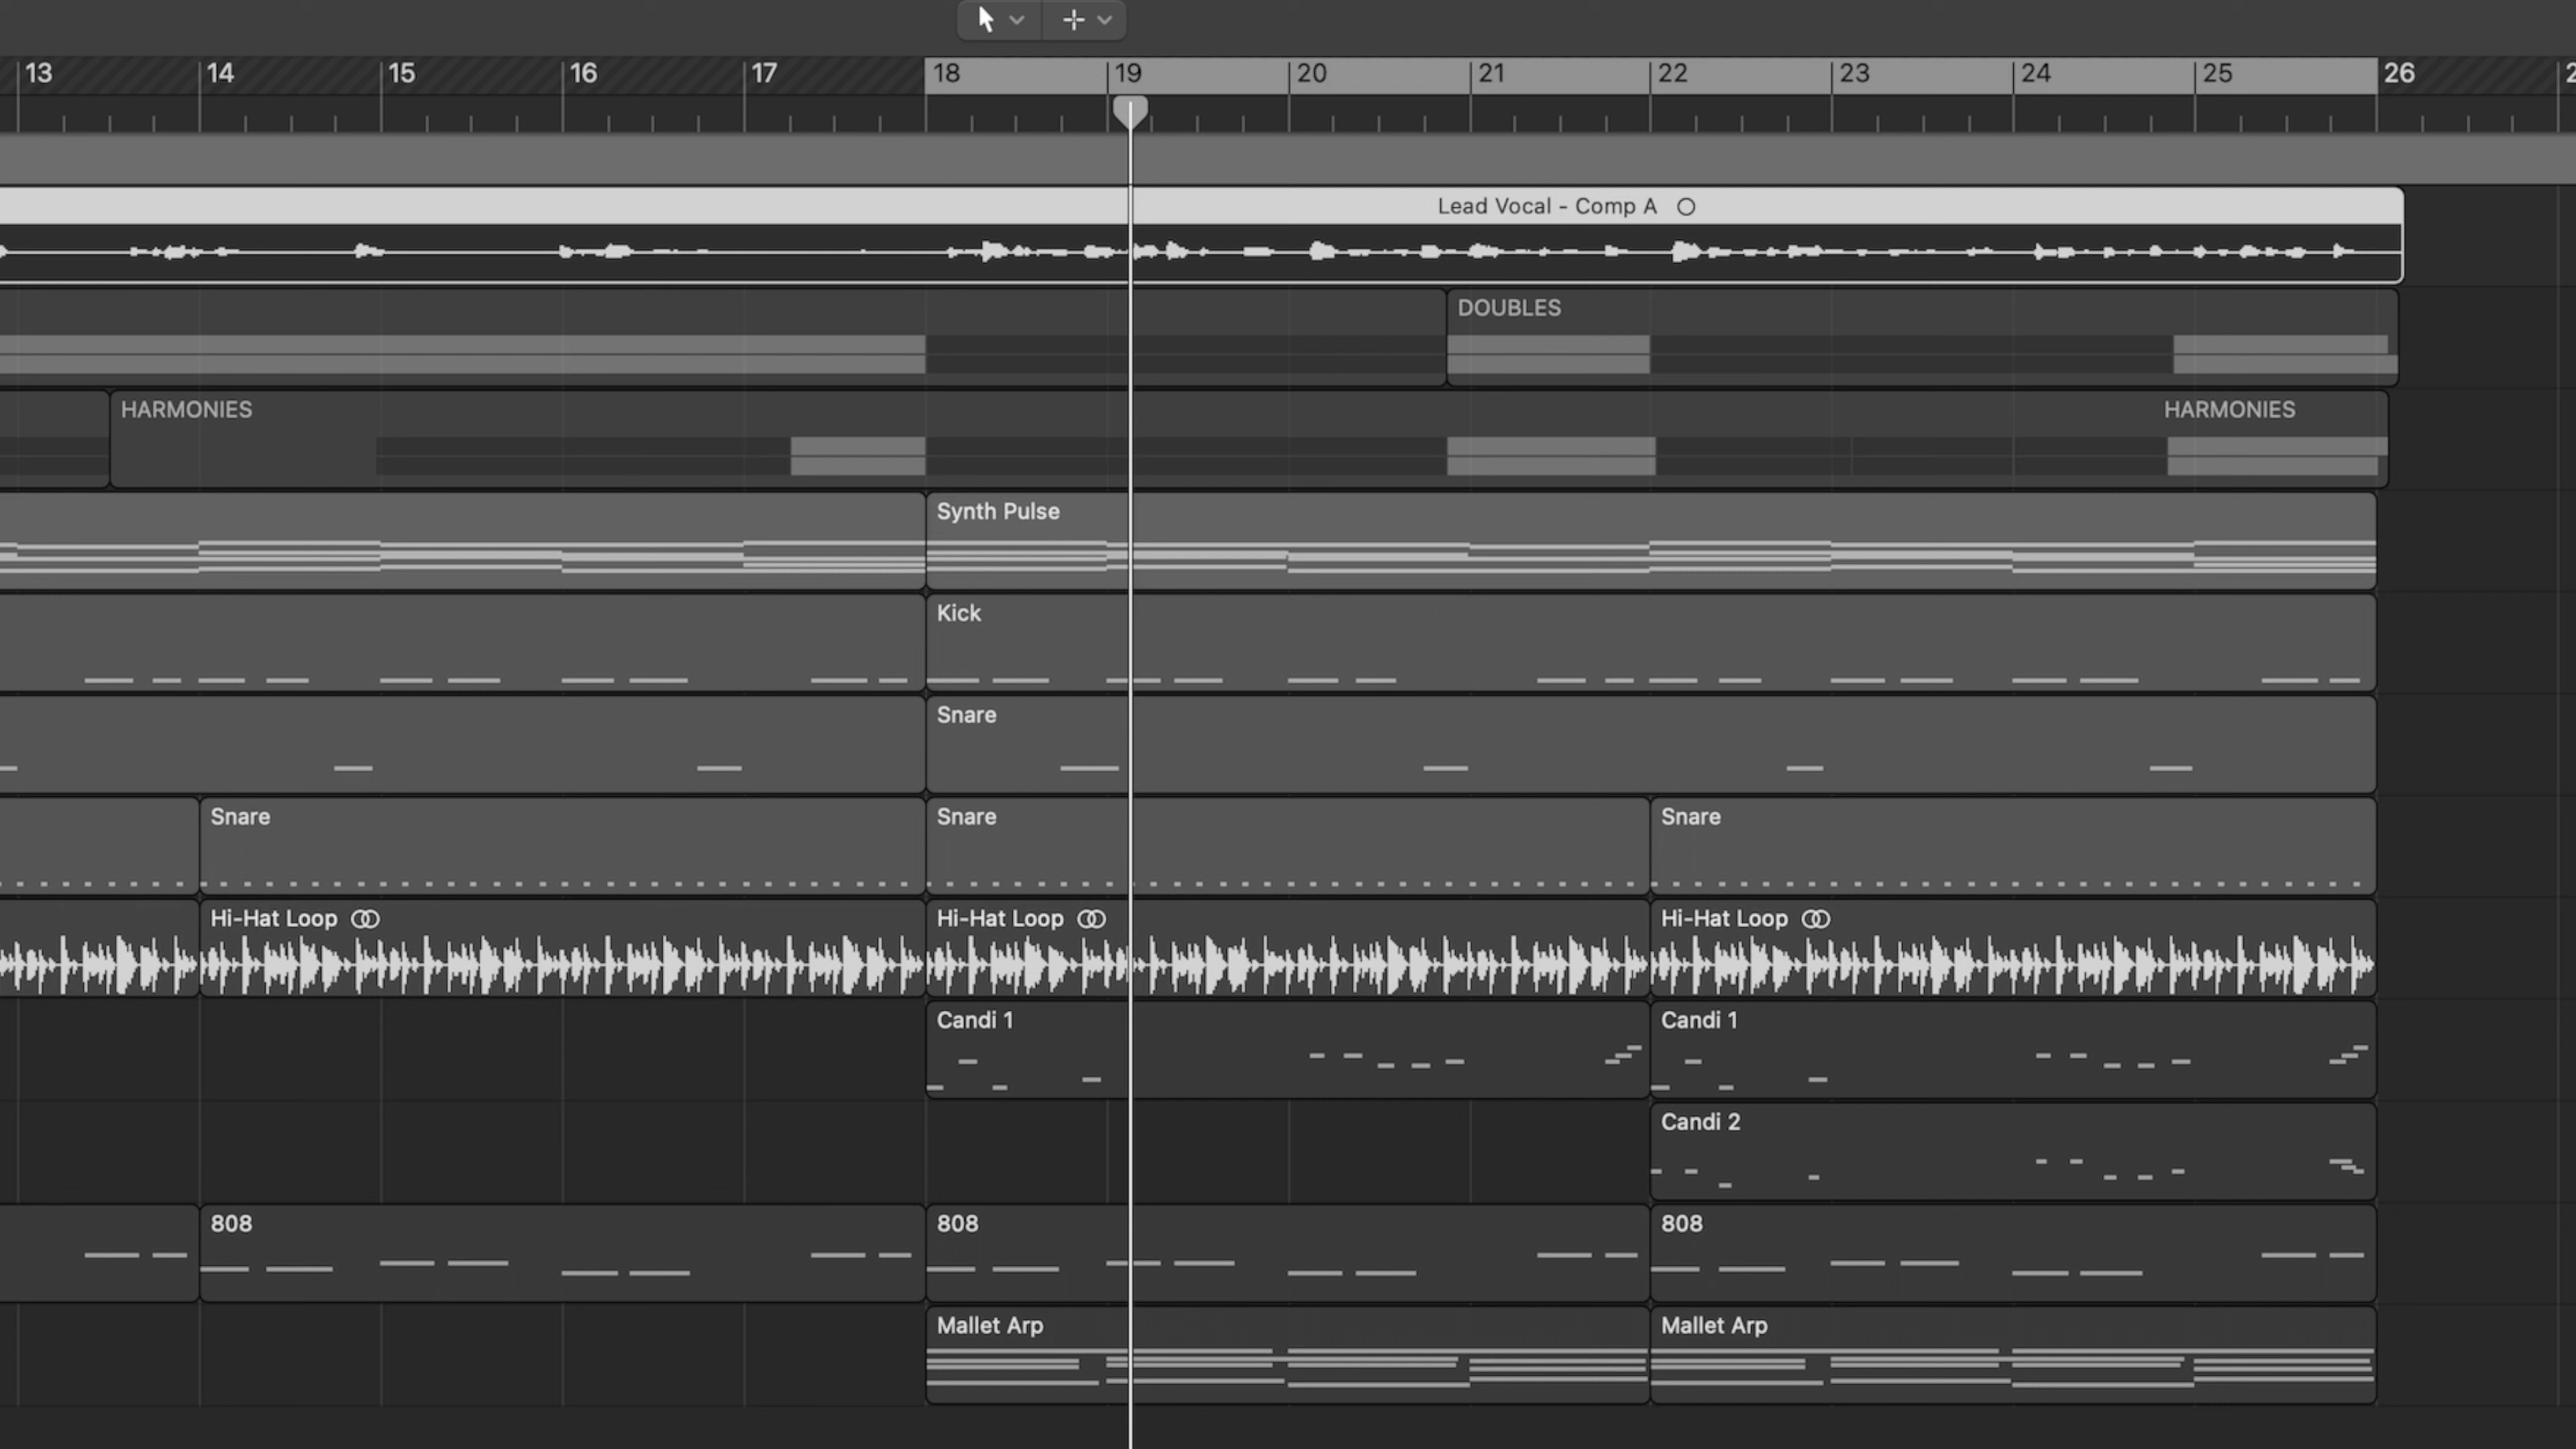 13 14 15 16 17 18 19 20 21 22 23 24 25 26
Lead Vocal - Comp A
DOUBLES
HARMONIES HARMONIES
Synth Pulse
Kick
Snare
Snare Snare Snare
Hi-Hat Loop Hi-Hat Loop Hi-Hat Loop
Candi 1 Candi 1
Candi 2
808 808 808
Mallet Arp Mallet Arp